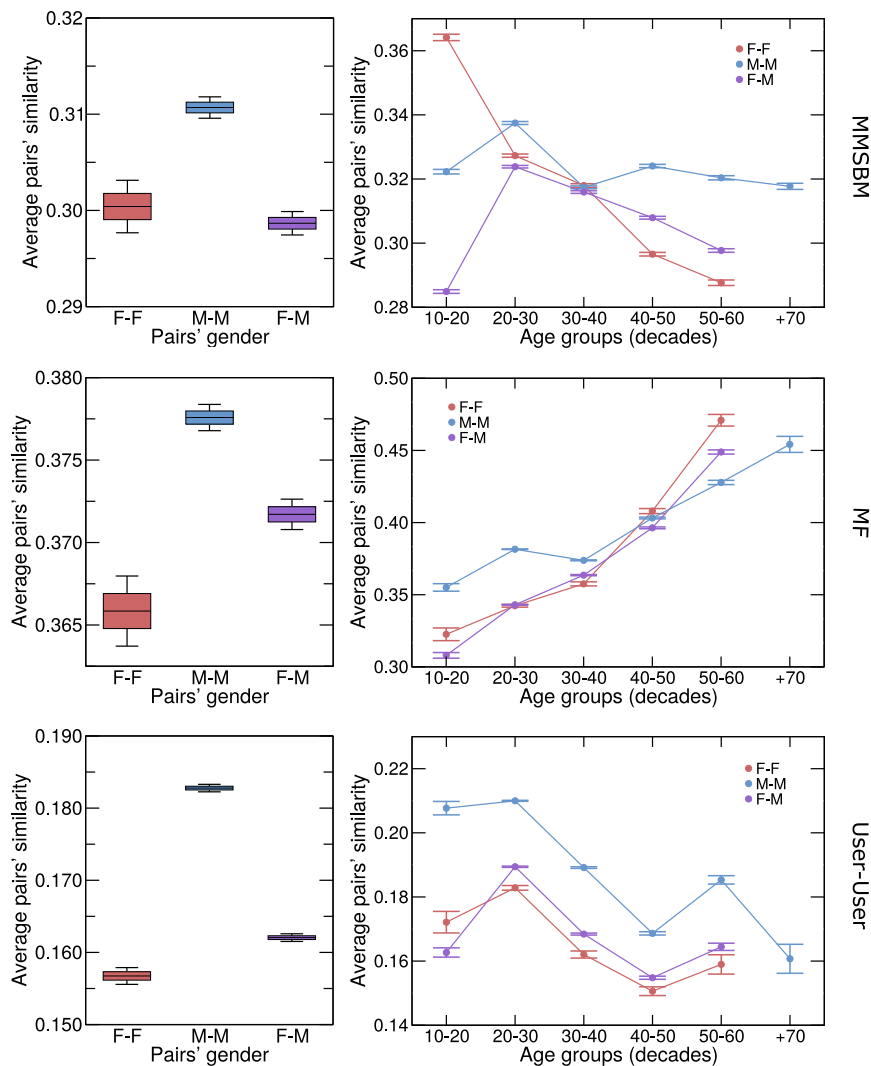 0.32
0.31
0.30
0.29
Average pairs' similarity
F-F M-M F-M
Pairs' gender
0.36
0.34
0.32
0.30
0.28
Average pairs' similarity
F-F
M-M
F-M
10-20 20-30 30-40 40-50 50-60 +70
Age groups (decades)
MMSBM
0.380
0.375
0.370
0.365
Average pairs' similarity
F-F M-M F-M
Pairs' gender
0.50
0.45
0.40
0.35
0.30
Average pairs' similarity
F-F
M-M
F-M
10-20 20-30 30-40 40-50 50-60 +70
Age groups (decades)
MF
0.190
0.180
0.170
0.160
0.150
Average pairs' similarity
F-F M-M F-M
Pairs' gender
0.22
0.20
0.18
0.16
0.14
Average pairs' similarity
F-F
M-M
F-M
10-20 20-30 30-40 40-50 50-60 +70
Age groups (decades)
User-User